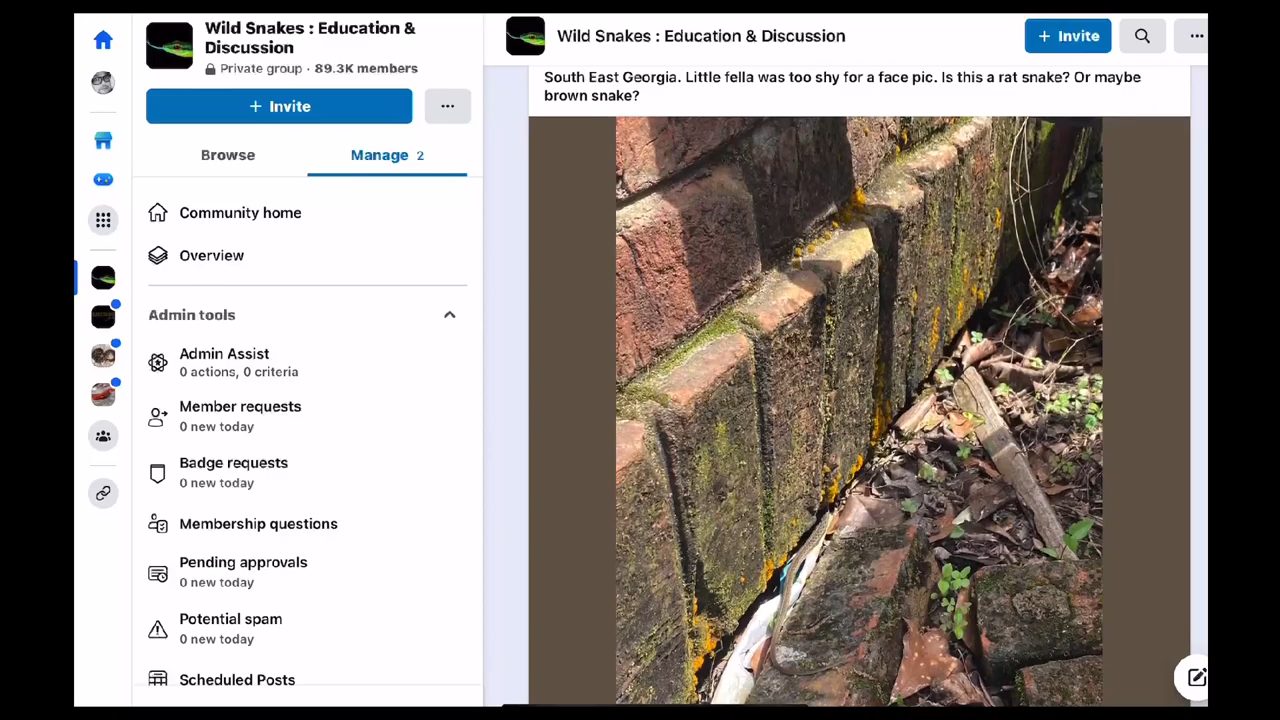 Wild Snakes : Education &
Discussion
Private group · 89.3K members
+ Invite
Browse
Manage 2
Community home
Overview
Admin tools
Admin Assist
0 actions, 0 criteria
Member requests
0 new today
Badge requests
0 new today
Membership questions
Pending approvals
0 new today
Potential spam
0 new today
Scheduled Posts
Wild Snakes : Education & Discussion
+ Invite
South East Georgia. Little fella was too shy for a face pic. Is this a rat snake? Or maybe
brown snake?